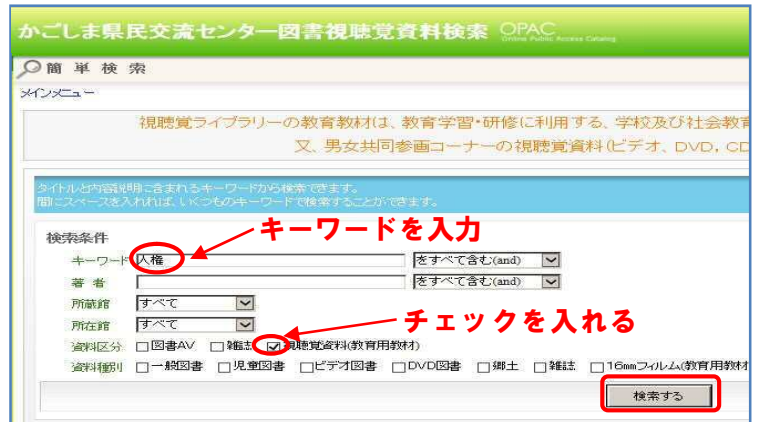 かごしま県民交流センター図書視聴覚資料検索 OPAC Online Public Access Catalog
簡単検索
メインメニュー
視聴覚ライブラリーの教育教材は、教育学習・研修に利用する、学校及び社会教育
又、男女共同参画コーナーの視聴覚資料(ビデオ、DVD, CD
タイトルと内容説明に含まれるキーワードから検索できます。
間にスペースを入れれば、いくつものキーワードで検索することができます。
キーワードを入力
検索条件
キーワード 人権 をすべて含む(and)
著者 をすべて含む(and)
所蔵館 すべて
チェックを入れる
所在館 すべて
資料区分 図書AV 雑誌 視聴覚資料(教育用教材)
資料種別 一般図書 児童図書 ビデオ図書 DVD図書 郷土 雑誌 16mmフィルム(教育用教材
検索する